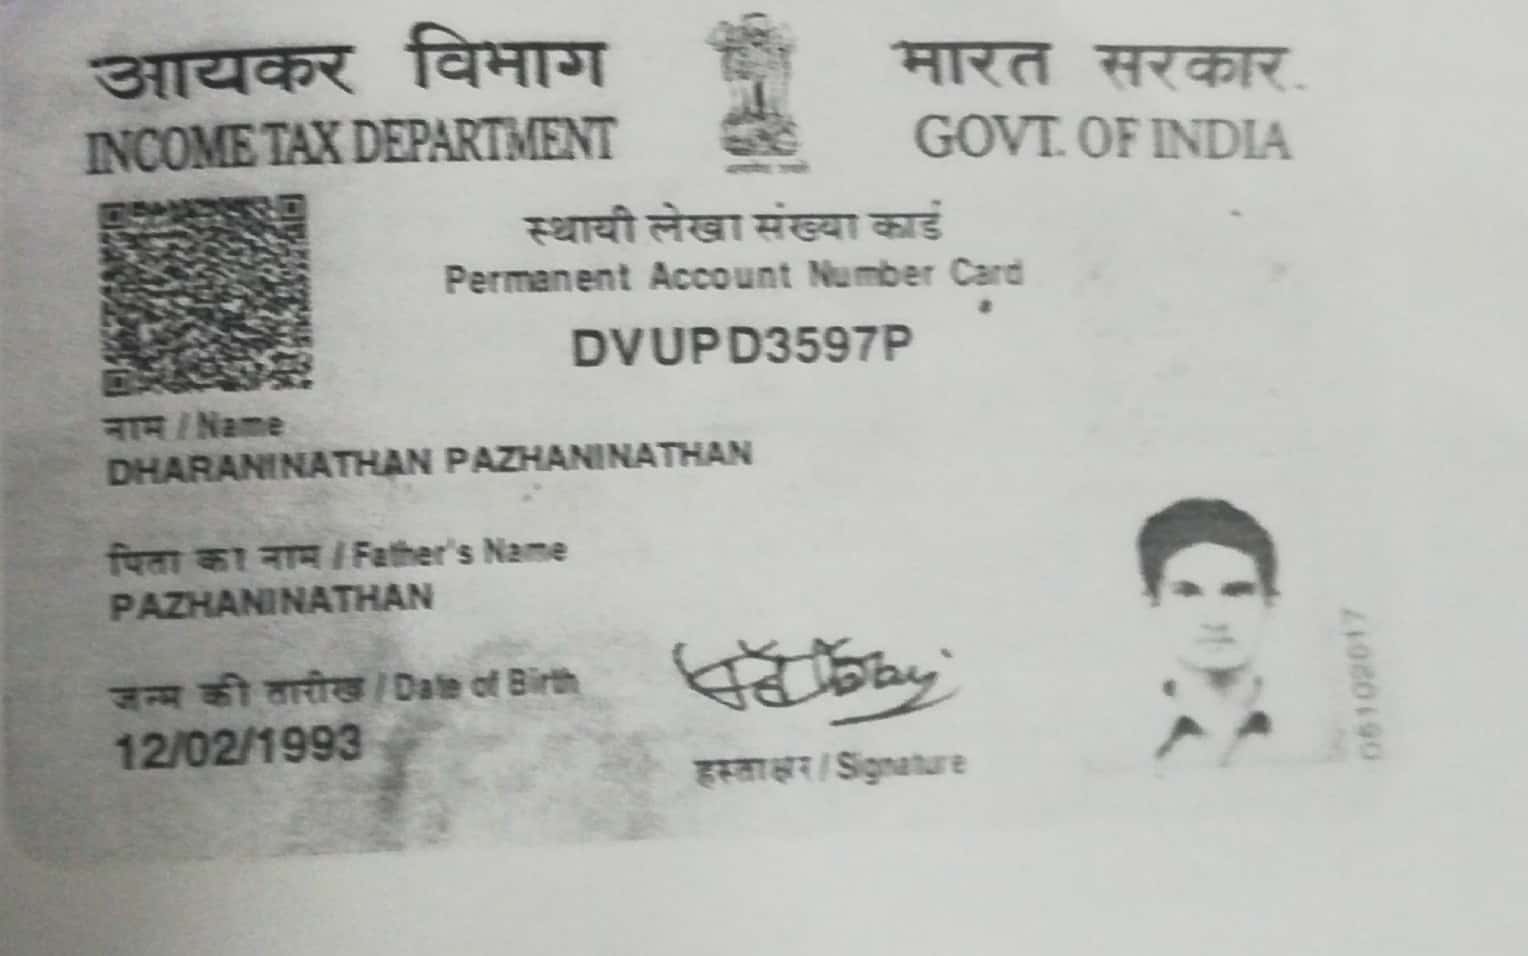 आयकर विभाग
INCOME TAX DEPARTMENT
भारत सरकार
GOVT. OF INDIA
स्थायी लेखा संख्या कार्ड
Permanent Account Number Card
DVUPD3597P
नाम / Name
DHARANINATHAN PAZHANINATHAN
पिता का नाम / Father's Name
PAZHANINATHAN
जन्म की तारीख / Date of Birth
12/02/1993
हस्ताक्षर / Signature